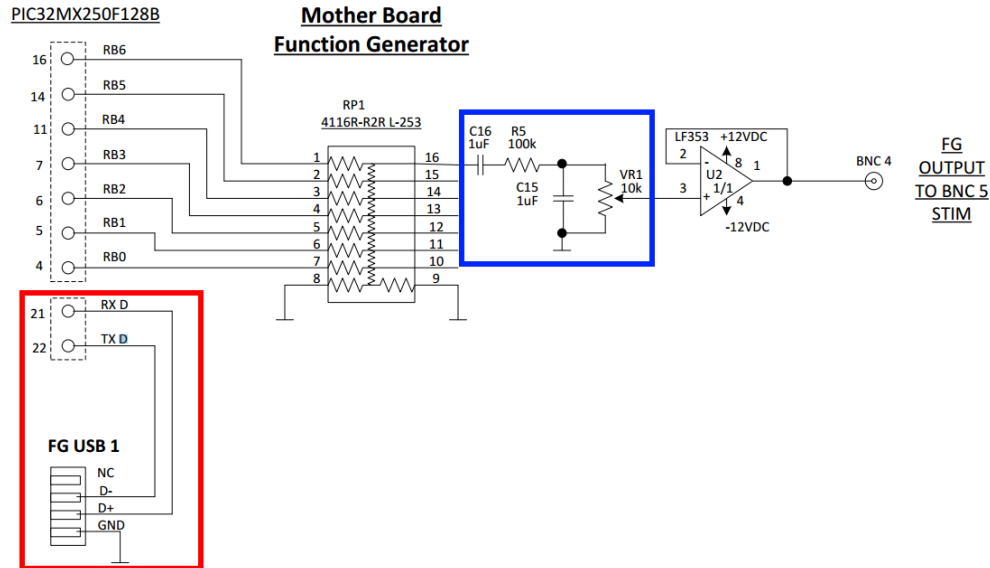 PIC32MX250F128B
Mother Board
Function Generator
16 RB6
14 RB5
11 RB4
7 RB3
6 RB2
5 RB1
4 RB0
RP1
4116R-R2R L-253
1 16
2 15
3 14
4 13
5 12
6 11
7 10
8 9
C16
1uF
R5
100k
C15
1uF
VR1
10k
LF353 +12VDC
2 - 8 1
U2
3 + 1/1
4
-12VDC
BNC 4
FG
OUTPUT
TO BNC 5
STIM
21 RX D
22 TX D
FG USB 1
NC
D-
D+
GND